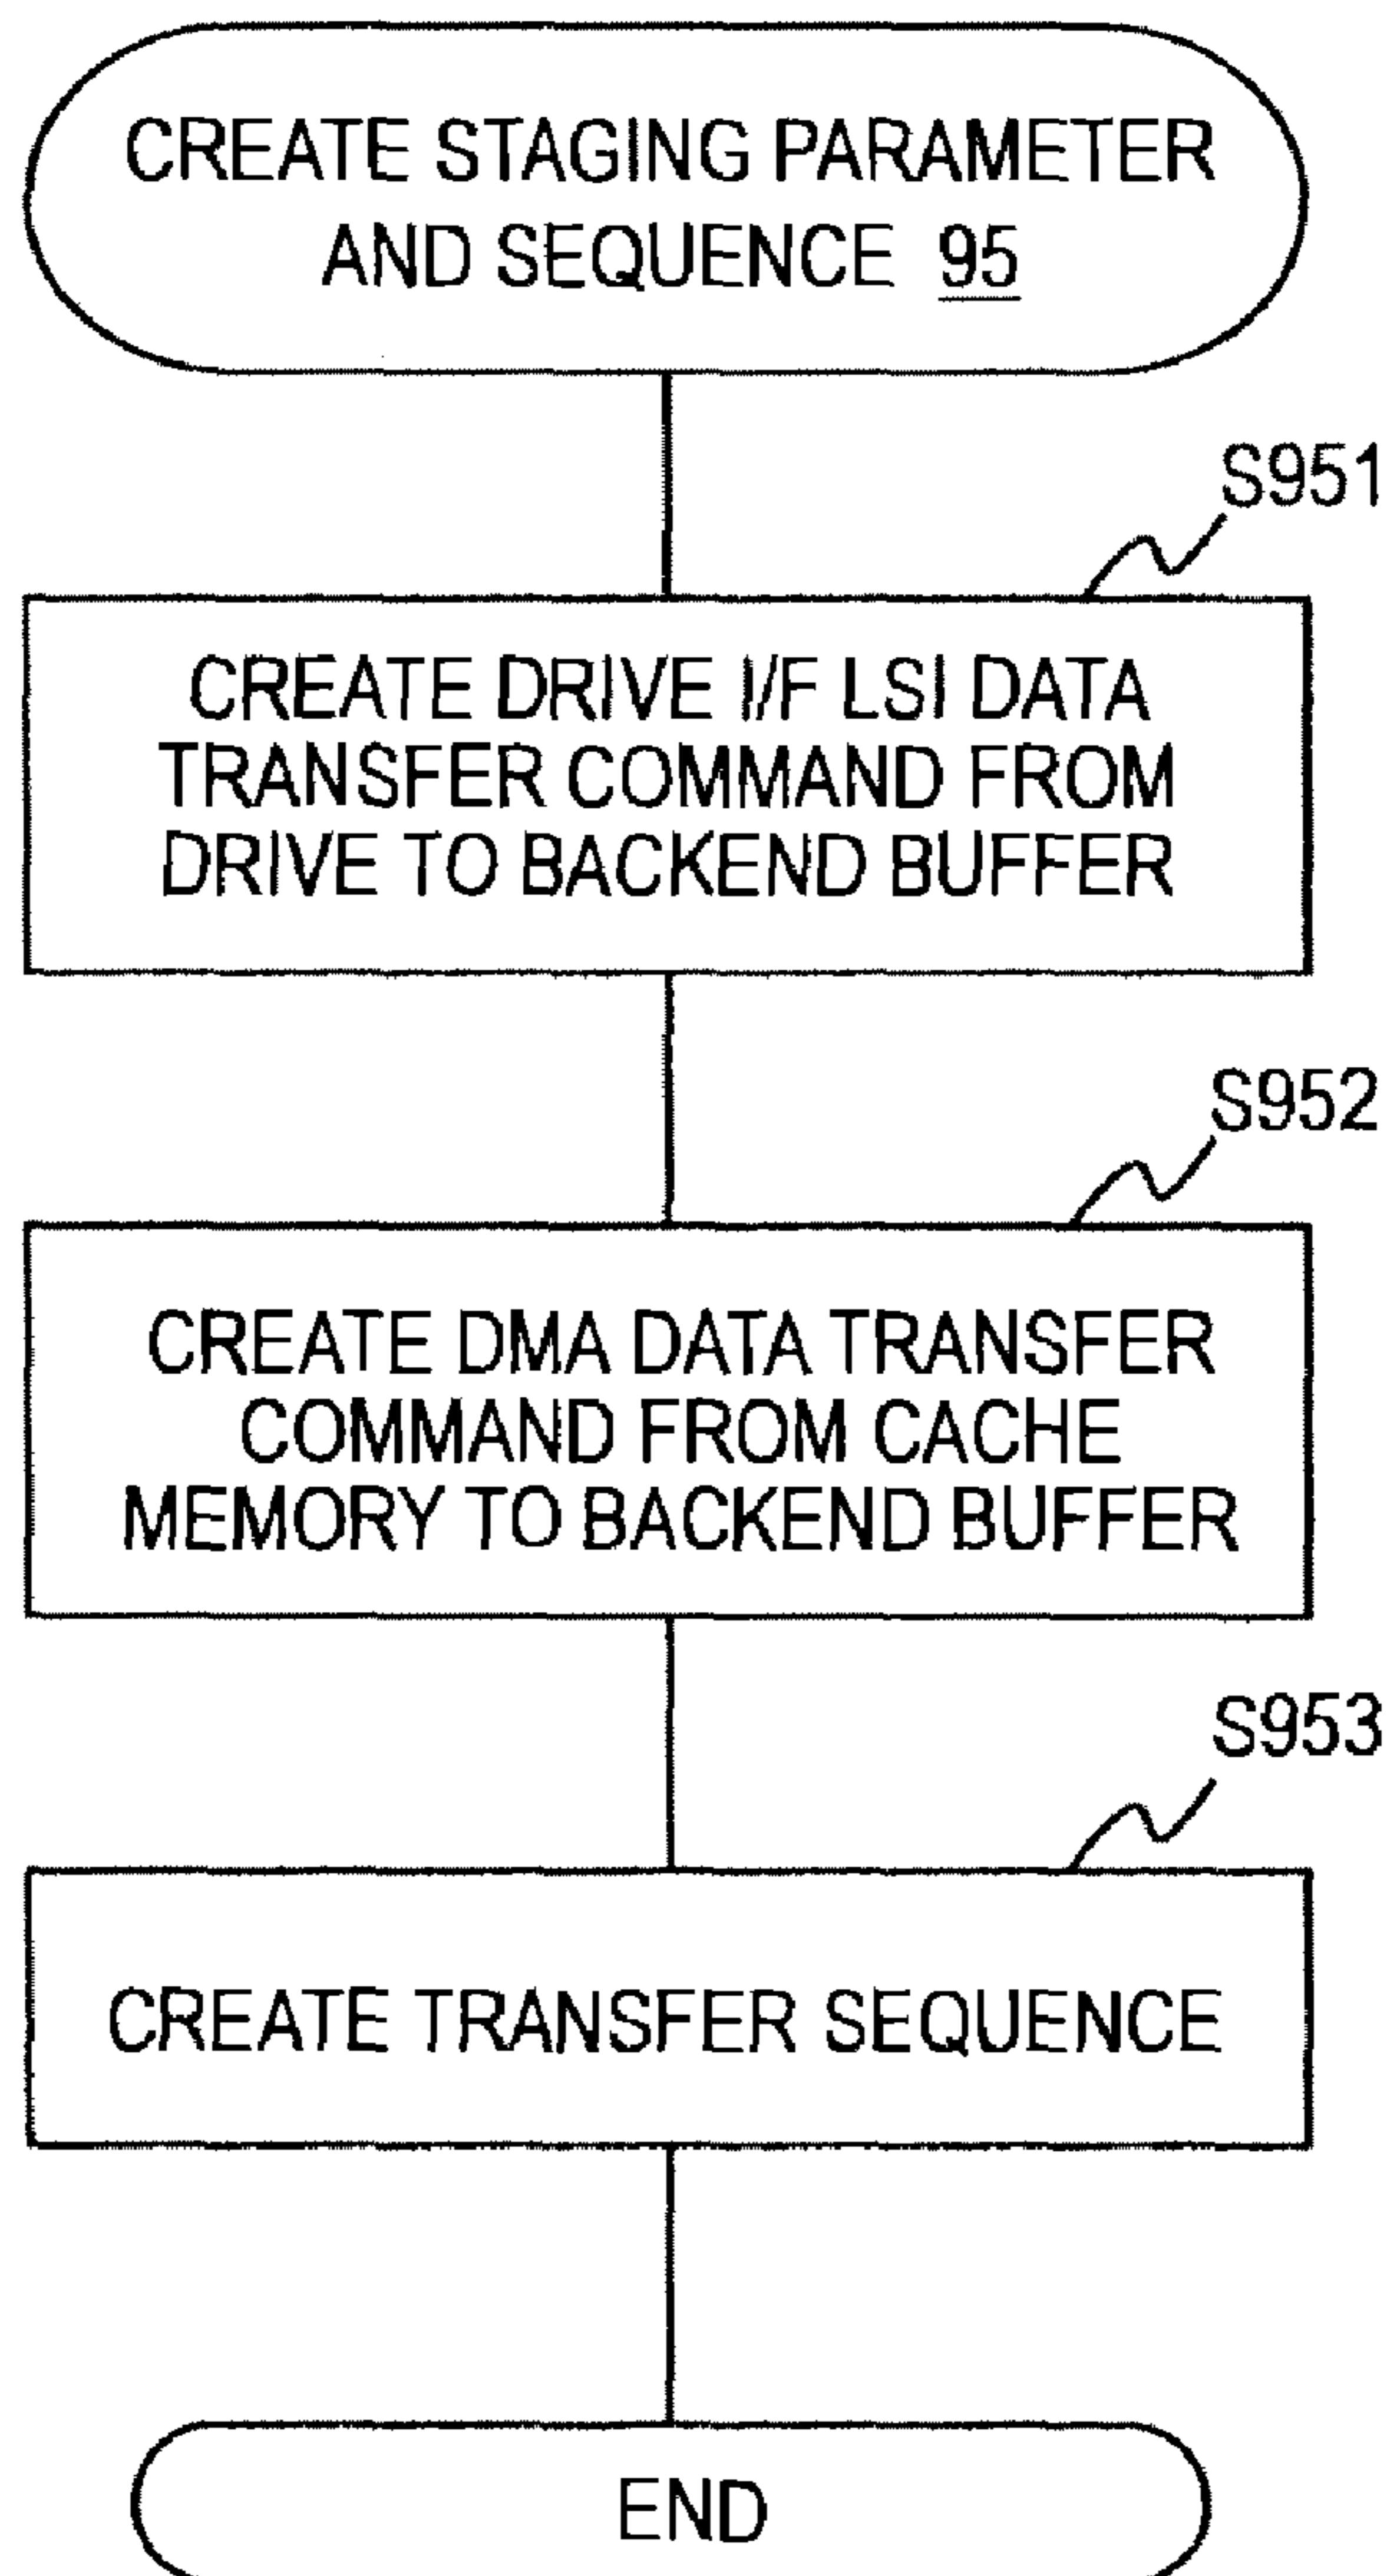 CREATE STAGING PARAMETER
AND SEQUENCE 95
S951
CREATE DRIVE I/F LSI DATA
TRANSFER COMMAND FROM
DRIVE TO BACKEND BUFFER
S952
CREATE DMA DATA TRANSFER
COMMAND FROM CACHE
MEMORY TO BACKEND BUFFER
S953
CREATE TRANSFER SEQUENCE
END